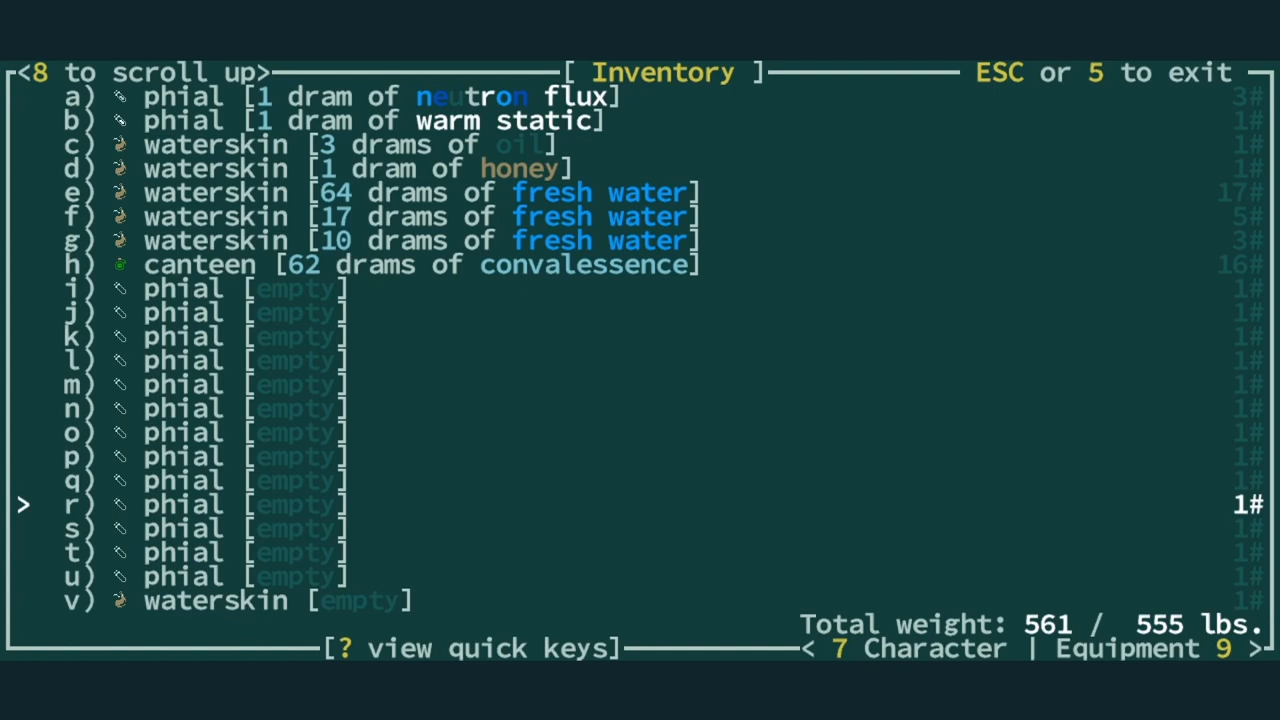 <8 to scroll up> [ Inventory ] ESC or 5 to exit
a) phial [1 dram of neutron flux] 3#
b) phial [1 dram of warm static] 1#
c) waterskin [3 drams of oil] 1#
d) waterskin [1 dram of honey] 1#
e) waterskin [64 drams of fresh water] 17#
f) waterskin [17 drams of fresh water] 5#
g) waterskin [10 drams of fresh water] 3#
h) canteen [62 drams of convalessence] 16#
i) phial [empty] 1#
j) phial [empty] 1#
k) phial [empty] 1#
l) phial [empty] 1#
m) phial [empty] 1#
n) phial [empty] 1#
o) phial [empty] 1#
p) phial [empty] 1#
q) phial [empty] 1#
> r) phial [empty] 1#
s) phial [empty] 1#
t) phial [empty] 1#
u) phial [empty] 1#
v) waterskin [empty] 1#
Total weight: 561 / 555 lbs.
[? view quick keys] < 7 Character | Equipment 9 >